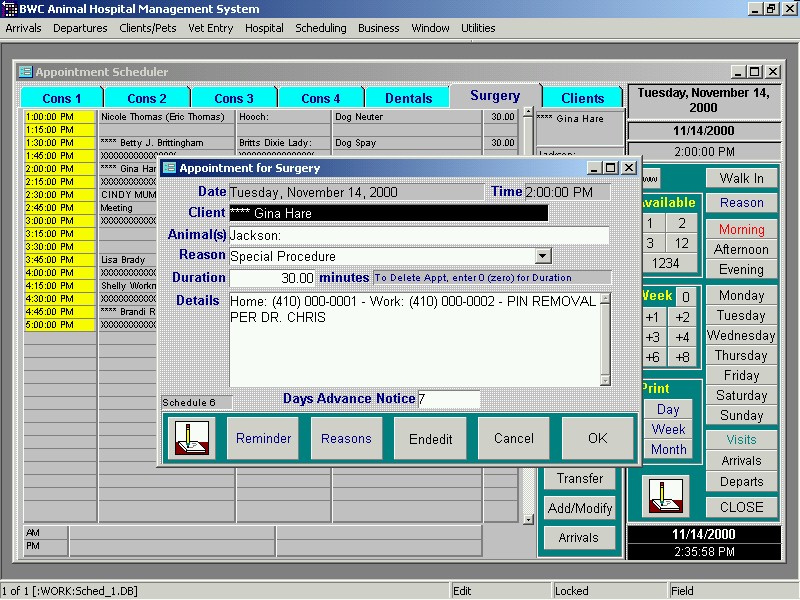 BWC Animal Hospital Management System
Arrivals Departures Clients/Pets Vet Entry Hospital Scheduling Business Window Utilities
Appointment Scheduler
Cons 1 Cons 2 Cons 3 Cons 4 Dentals Surgery Clients
Tuesday, November 14, 2000
11/14/2000
2:00:00 PM
1:00:00 PM Nicole Thomas (Eric Thomas) Hooch: Dog Neuter 30.00
1:15:00 PM
1:30:00 PM **** Betty J. Brittingham Britts Dixie Lady: Dog Spay 30.00
1:45:00 PM
2:00:00 PM **** Gina Har
2:15:00 PM
2:30:00 PM CINDY MUM
2:45:00 PM Meeting
3:00:00 PM
3:15:00 PM
3:30:00 PM
3:45:00 PM Lisa Brady
4:00:00 PM
4:15:00 PM Shelly Workm
4:30:00 PM
4:45:00 PM **** Brandi R
5:00:00 PM
AM
PM
**** Gina Hare
Jackson:
Appointment for Surgery
Date Tuesday, November 14, 2000 Time 2:00:00 PM
Client **** Gina Hare
Animal(s) Jackson:
Reason Special Procedure
Duration 30.00 minutes To Delete Appt, enter 0 (zero) for Duration
Details Home: (410) 000-0001 - Work: (410) 000-0002 - PIN REMOVAL
PER DR. CHRIS
Schedule 6 Days Advance Notice 7
Reminder Reasons Endedit Cancel OK
Transfer
Add/Modify
Arrivals
vailable
1 2
3 12
1234
Week 0
+1 +2
+3 +4
+6 +8
Print
Day
Week
Month
Walk In
Reason
Morning
Afternoon
Evening
Monday
Tuesday
Wednesday
Thursday
Friday
Saturday
Sunday
Visits
Arrivals
Departs
CLOSE
11/14/2000
2:35:58 PM
1 of 1 [:WORK:Sched_1.DB] Edit Locked Field